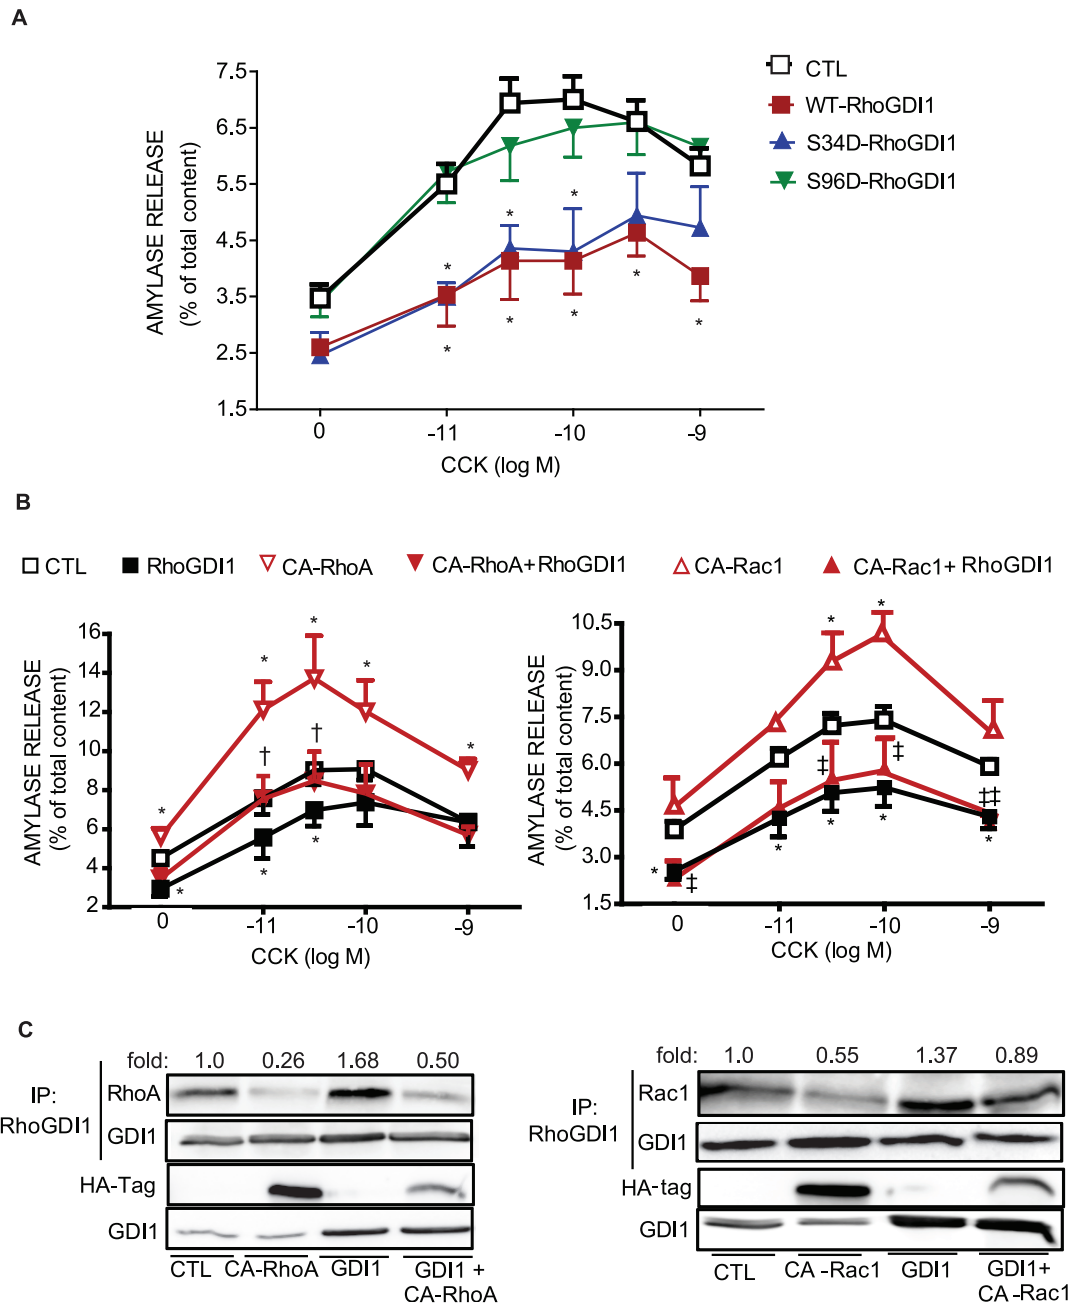 A
AMYLASE RELEASE
(% of total content)
7.5
6.5
5.5
4.5
3.5
2.5
1.5
* * *
* * * * *
0 -11 -10 -9
CCK (log M)
CTL
WT-RhoGDI1
S34D-RhoGDI1
S96D-RhoGDI1
B
CTL RhoGDI1 CA-RhoA CA-RhoA+RhoGDI1 CA-Rac1 CA-Rac1+ RhoGDI1
AMYLASE RELEASE
(% of total content)
16
14
12
10
8
6
4
2
* * * * *
† †
* * *
0 -11 -10 -9
CCK (log M)
AMYLASE RELEASE
(% of total content)
10.5
9.0
7.5
6.0
4.5
3.0
1.5
* *
‡ ‡ ‡ ‡‡
* * * * *
0 -11 -10 -9
CCK (log M)
C
fold: 1.0 0.26 1.68 0.50
IP:
RhoGDI1
RhoA
GDI1
HA-Tag
GDI1
CTL CA-RhoA GDI1 GDI1 +
CA-RhoA
fold: 1.0 0.55 1.37 0.89
IP:
RhoGDI1
Rac1
GDI1
HA-tag
GDI1
CTL CA-Rac1 GDI1 GDI1+
CA-Rac1